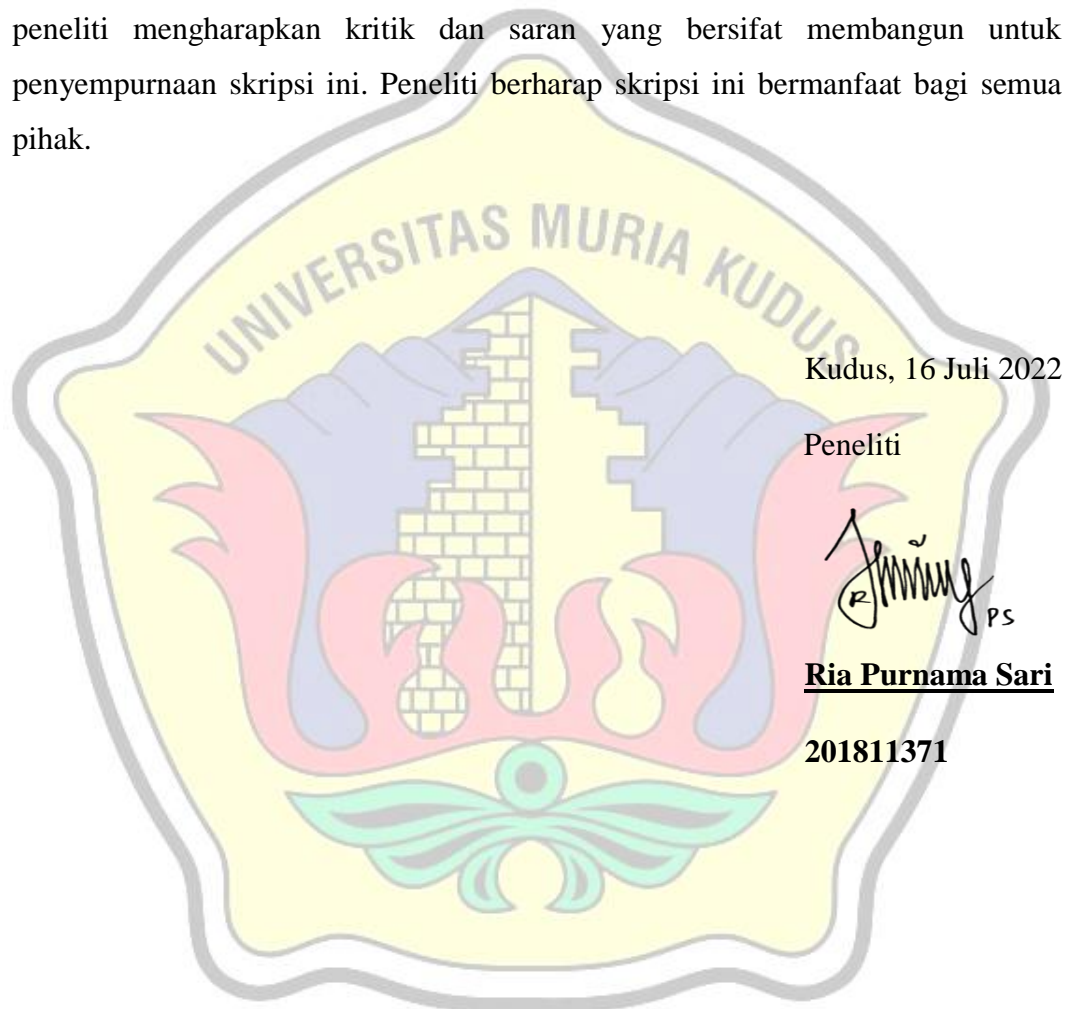 peneliti mengharapkan kritik dan saran yang bersifat membangun untuk
penyempurnaan skripsi ini. Peneliti berharap skripsi ini bermanfaat bagi semua
pihak.
UNIVERSITAS MURIA KUDUS
Kudus, 16 Juli 2022
Peneliti
R
PS
Ria Purnama Sari
201811371